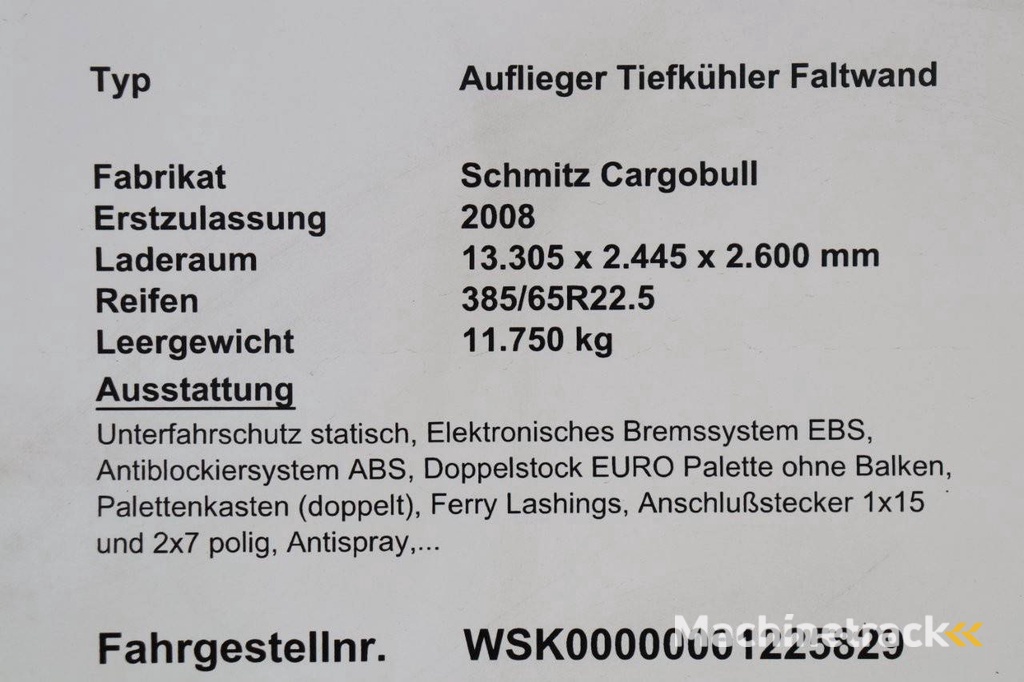 Typ Auflieger Tiefkühler Faltwand
Fabrikat Schmitz Cargobull
Erstzulassung 2008
Laderaum 13.305 x 2.445 x 2.600 mm
Reifen 385/65R22.5
Leergewicht 11.750 kg
Ausstattung
Unterfahrschutz statisch, Elektronisches Bremssystem EBS,
Antiblockiersystem ABS, Doppelstock EURO Palette ohne Balken,
Palettenkasten (doppelt), Ferry Lashings, Anschlußstecker 1x15
und 2x7 polig, Antispray,...
Fahrgestellnr. WSK00000001225829
Machinetrack